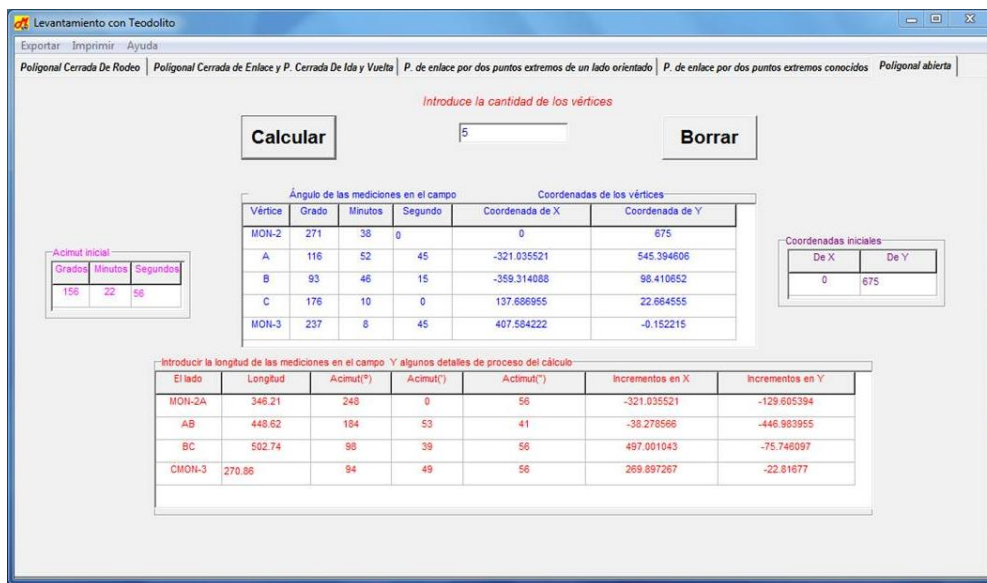 Levantamiento con Teodolito
Exportar Imprimir Ayuda
Poligonal Cerrada De Rodeo | Poligonal Cerrada de Enlace y P. Cerrada De Ida y Vuelta | P. de enlace por dos puntos extremos de un lado orientado | P. de enlace por dos puntos extremos conocidos | Poligonal abierta
Introduce la cantidad de los vértices
Calcular 5 Borrar
Ángulo de las mediciones en el campo Coordenadas de los vértices
Vértice Grado Minutos Segundo Coordenada de X Coordenada de Y
MON-2 271 38 0 0 675
A 116 52 45 -321.035521 545.394606
B 93 46 15 -359.314088 98.410652
C 176 10 0 137.686955 22.664555
MON-3 237 8 45 407.584222 -0.152215
Acimut inicial
Grados Minutos Segundos
156 22 56
Coordenadas iniciales
De X De Y
0 675
Introducir la longitud de las mediciones en el campo Y algunos detalles de proceso del cálculo
El lado Longitud Acimut(º) Acimut(') Actimut('') Incrementos en X Incrementos en Y
MON-2A 346.21 248 0 56 -321.035521 -129.605394
AB 448.62 184 53 41 -38.278566 -446.983955
BC 502.74 98 39 56 497.001043 -75.746097
CMON-3 270.86 94 49 56 269.897267 -22.81677